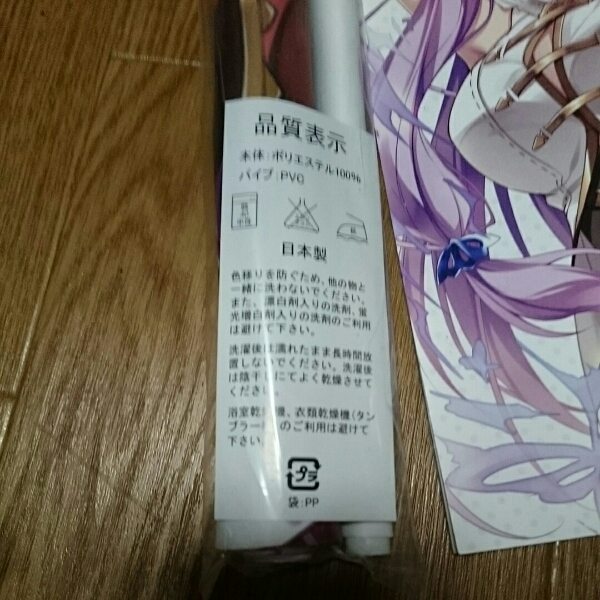 品質表示
本体:ポリエステル100%
パイプ:PVC
日本製
色移りを防ぐため、他の物と
一緒に洗わないでください。
また、漂白剤入りの洗剤、蛍
光増白剤入りの洗剤のご利用
は避けて下さい。
洗濯後は濡れたまま長時間放
置しないでください。洗濯後
は陰干しにてよく乾燥させて
ください。
浴室乾燥機、衣類乾燥機(タン
ブラー等)のご利用は避けて
下さい。
プラ
袋:PP